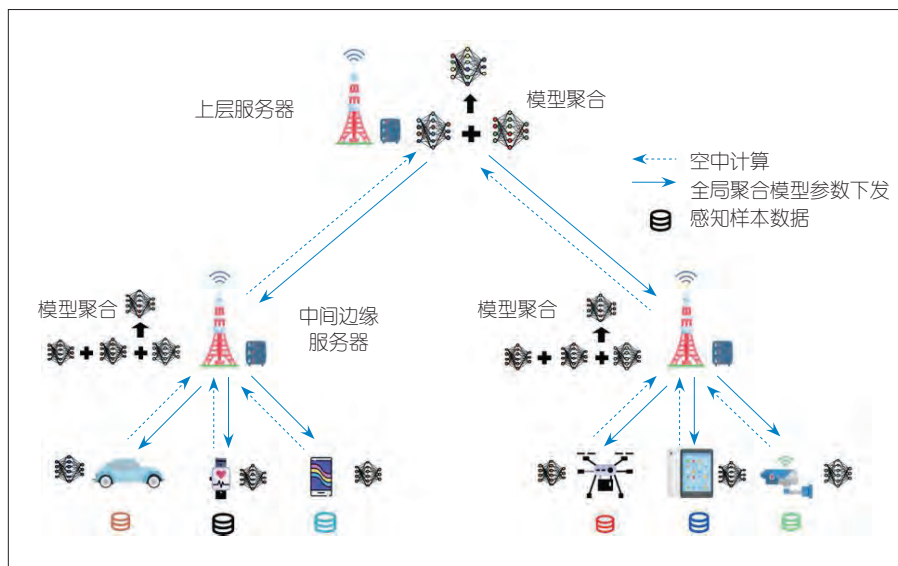 上层服务器
模型聚合
空中计算
全局聚合模型参数下发
感知样本数据
模型聚合
中间边缘
服务器
模型聚合